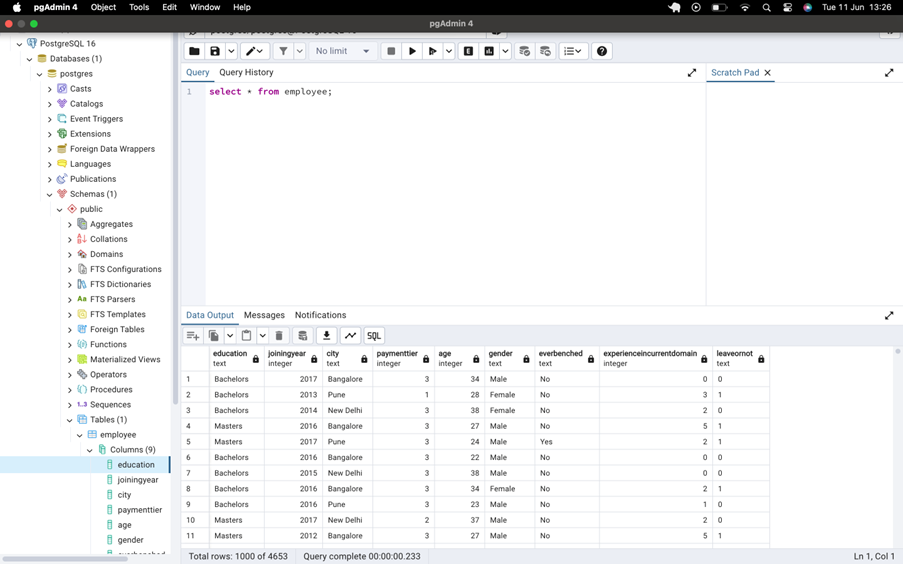 pgAdmin 4 Object Tools Edit Window Help Tue 11 Jun 13:26
pgAdmin 4
PostgreSQL 16
Databases (1)
postgres
Casts
Catalogs
Event Triggers
Extensions
Foreign Data Wrappers
Languages
Publications
Schemas (1)
public
Aggregates
Collations
Domains
FTS Configurations
FTS Dictionaries
FTS Parsers
FTS Templates
Foreign Tables
Functions
Materialized Views
Operators
Procedures
Sequences
Tables (1)
employee
Columns (9)
education
joiningyear
city
paymenttier
age
gender
No limit
Query Query History
Scratch Pad
1 select * from employee;
Data Output Messages Notifications
SQL
education joiningyear city paymenttier age gender everbenched experienceincurrentdomain leaveornot
text integer text integer integer text text integer text
1 Bachelors 2017 Bangalore 3 34 Male No 0 0
2 Bachelors 2013 Pune 1 28 Female No 3 1
3 Bachelors 2014 New Delhi 3 38 Female No 2 0
4 Masters 2016 Bangalore 3 27 Male No 5 1
5 Masters 2017 Pune 3 24 Male Yes 2 1
6 Bachelors 2016 Bangalore 3 22 Male No 0 0
7 Bachelors 2015 New Delhi 3 38 Male No 0 0
8 Bachelors 2016 Bangalore 3 34 Female No 2 1
9 Bachelors 2016 Pune 3 23 Male No 1 0
10 Masters 2017 New Delhi 2 37 Male No 2 0
11 Masters 2012 Bangalore 3 27 Male No 5 1
Total rows: 1000 of 4653 Query complete 00:00:00.233 Ln 1, Col 1